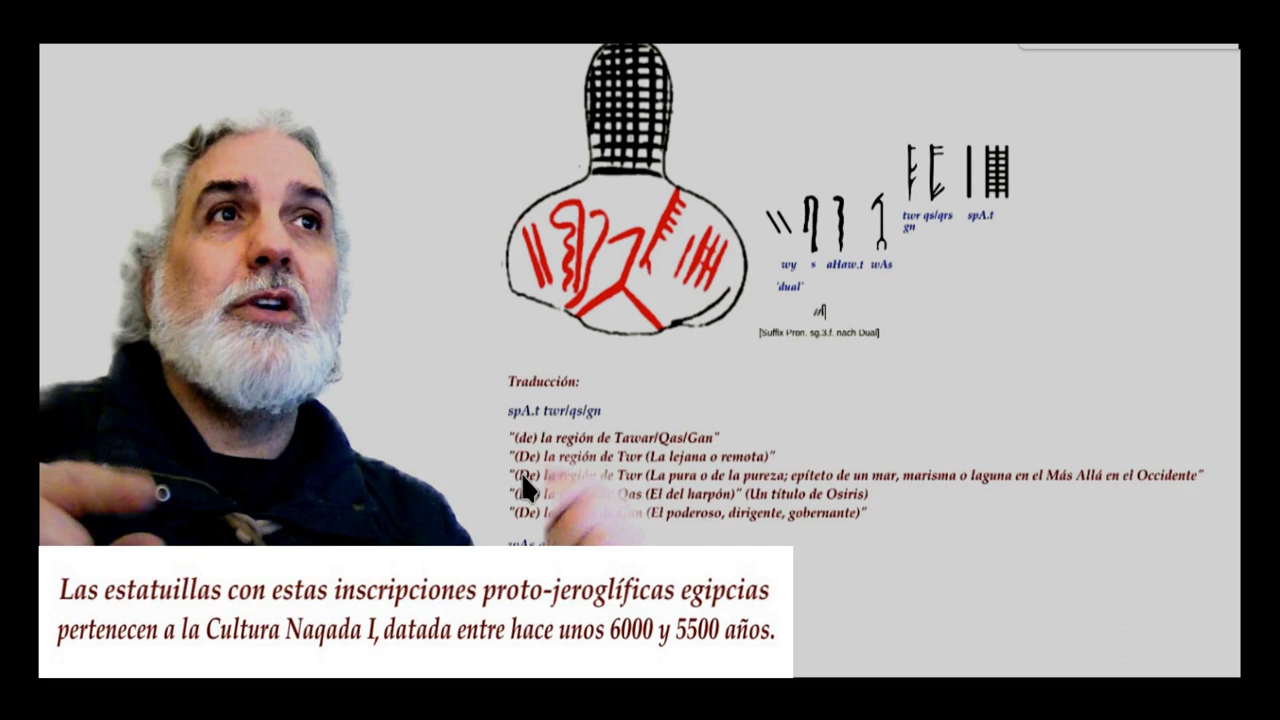 twr qs/qrs spA.t
gn
wy s aHaw.t wAs
'dual'
[Suffix Pron. sg.3.f. nach Dual]
Traducción:
spA.t twr/qs/gn
"(de) la región de Tawar/Qas/Gan"
"(De) la región de Twr (La lejana o remota)"
"(De) la región de Twr (La pura o de la pureza; epíteto de un mar, marisma o laguna en el Más Allá en el Occidente"
la Qas (El del harpón)" (Un título de Osiris)
"(De) (El poderoso, dirigente, gobernante)"
Las estatuillas con estas inscripciones proto-jeroglíficas egipcias
pertenecen a la Cultura Naqada I, datada entre hace unos 6000 y 5500 años.